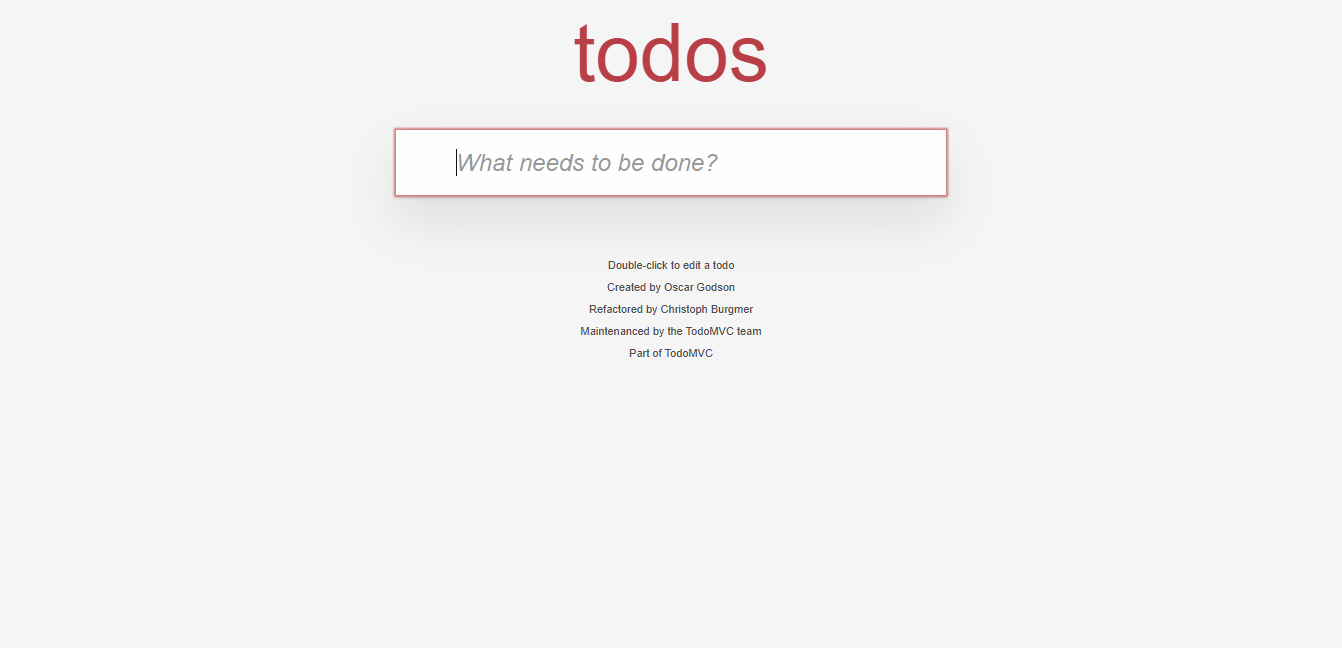 todos
What needs to be done?
Double-click to edit a todo
Created by Oscar Godson
Refactored by Christoph Burgmer
Maintenanced by the TodoMVC team
Part of TodoMVC